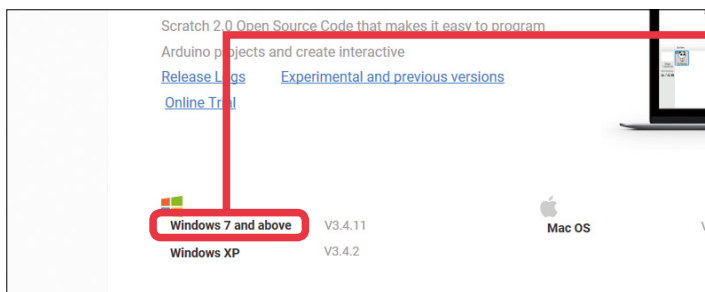 Scratch 2.0 Open Source Code that makes it easy to program
Arduino projects and create interactive
Release Logs Experimental and previous versions
Online Trial
Windows 7 and above V3.4.11 Mac OS
Windows XP V3.4.2